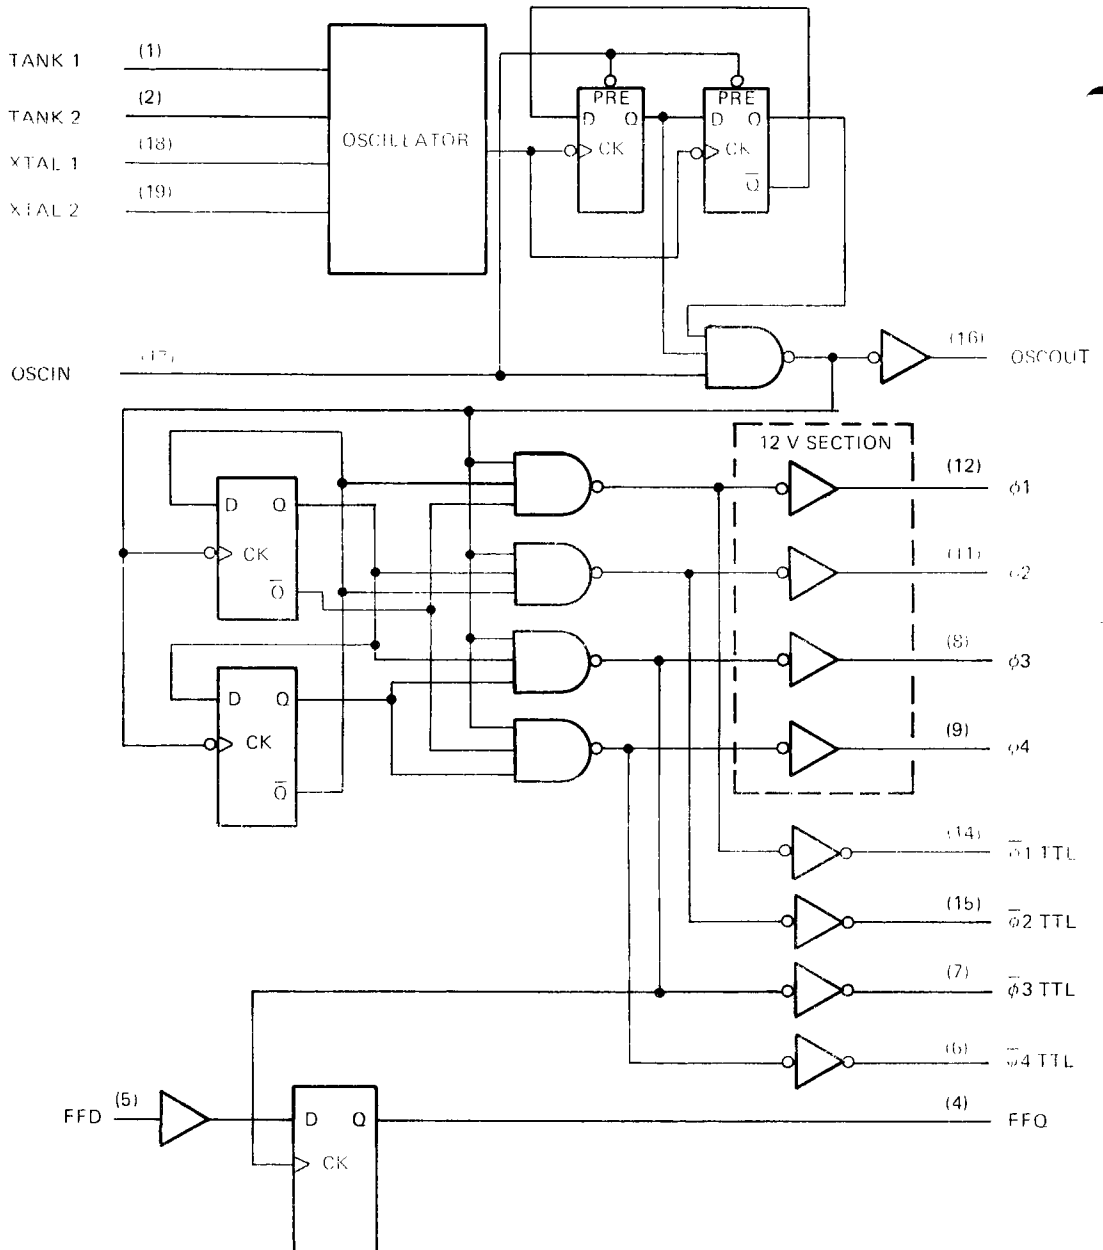 TANK 1 (1)
TANK 2 (2)
XTAL 1 (18)
XTAL 2 (19)
OSCILLATOR
PRE
D Q
CK
PRE
D Q
CK
Q̅
OSCIN (17)
(16) OSCOUT
12 V SECTION
D Q
CK
Q̅
D Q
CK
Q̅
(12) ϕ1
(11) ϕ2
(8) ϕ3
(9) ϕ4
(14) ϕ̅1 TTL
(15) ϕ̅2 TTL
(7) ϕ̅3 TTL
(6) ϕ̅4 TTL
FFD (5)
D Q
CK
(4) FFQ